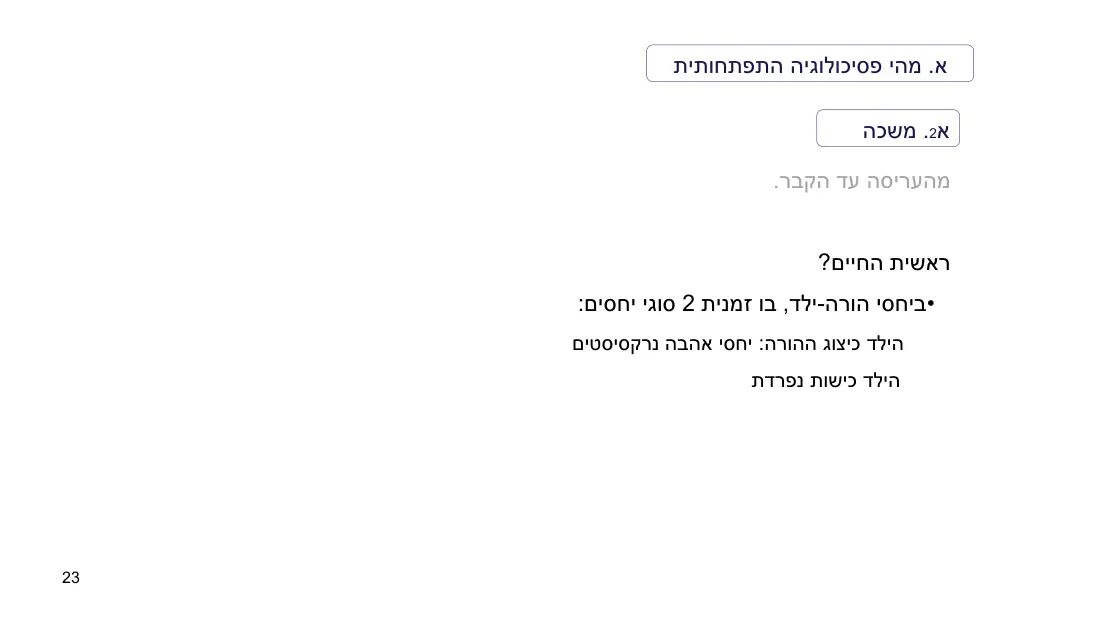 א. מהי פסיכולוגיה התפתחותית
א2. משכה
מהעריסה עד הקבר.
ראשית החיים?
•ביחסי הורה-ילד, בו זמנית 2 סוגי יחסים:
הילד כיצוג ההורה: יחסי אהבה נרקסיסטים
הילד כישות נפרדת
23